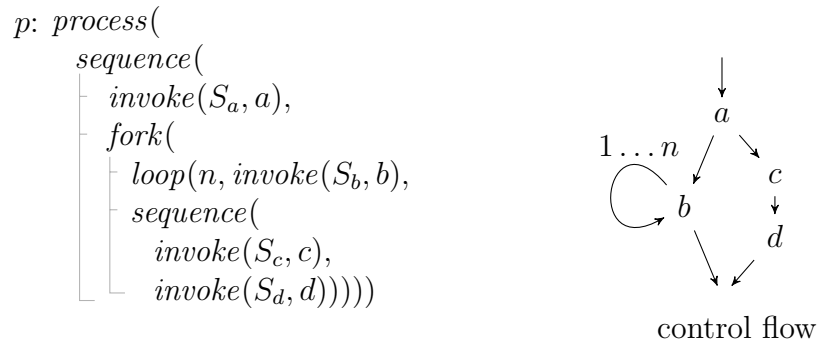 p: process(
sequence(
invoke(S_a, a),
fork(
loop(n, invoke(S_b, b),
sequence(
invoke(S_c, c),
invoke(S_d, d)))))
a
1 … n
c
b
d
control flow